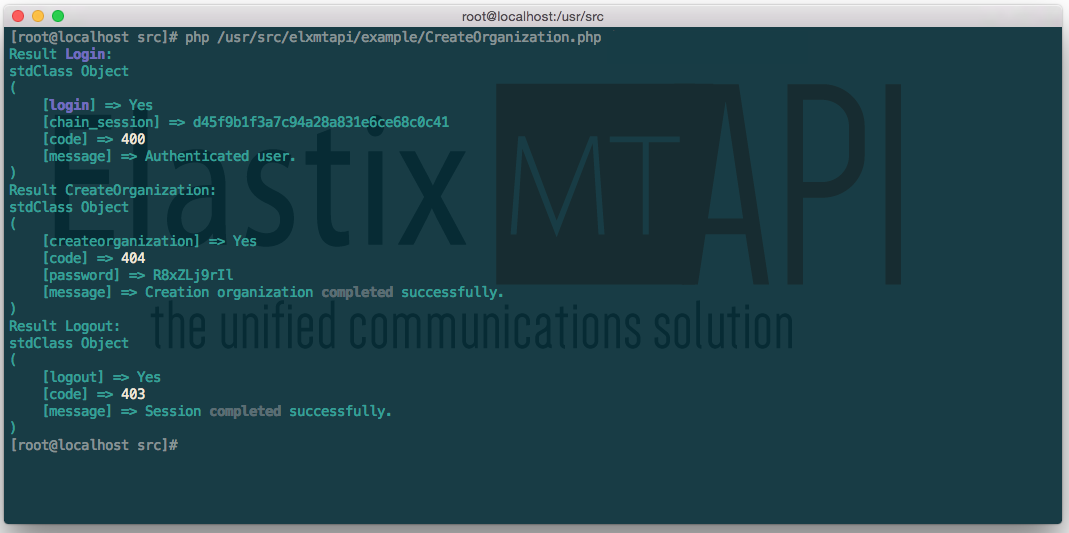 root@localhost:/usr/src
[root@localhost src]# php /usr/src/elxmtapi/example/CreateOrganization.php
Result Login:
stdClass Object
(
    [login] => Yes
    [chain_session] => d45f9b1f3a7c94a28a831e6ce68c0c41
    [code] => 400
    [message] => Authenticated user.
)
Result CreateOrganization:
stdClass Object
(
    [createorganization] => Yes
    [code] => 404
    [password] => R8xZLj9rIl
    [message] => Creation organization completed successfully.
)
Result Logout:
stdClass Object
(
    [logout] => Yes
    [code] => 403
    [message] => Session completed successfully.
)
[root@localhost src]#
Elastix MT API
the unified communications solution